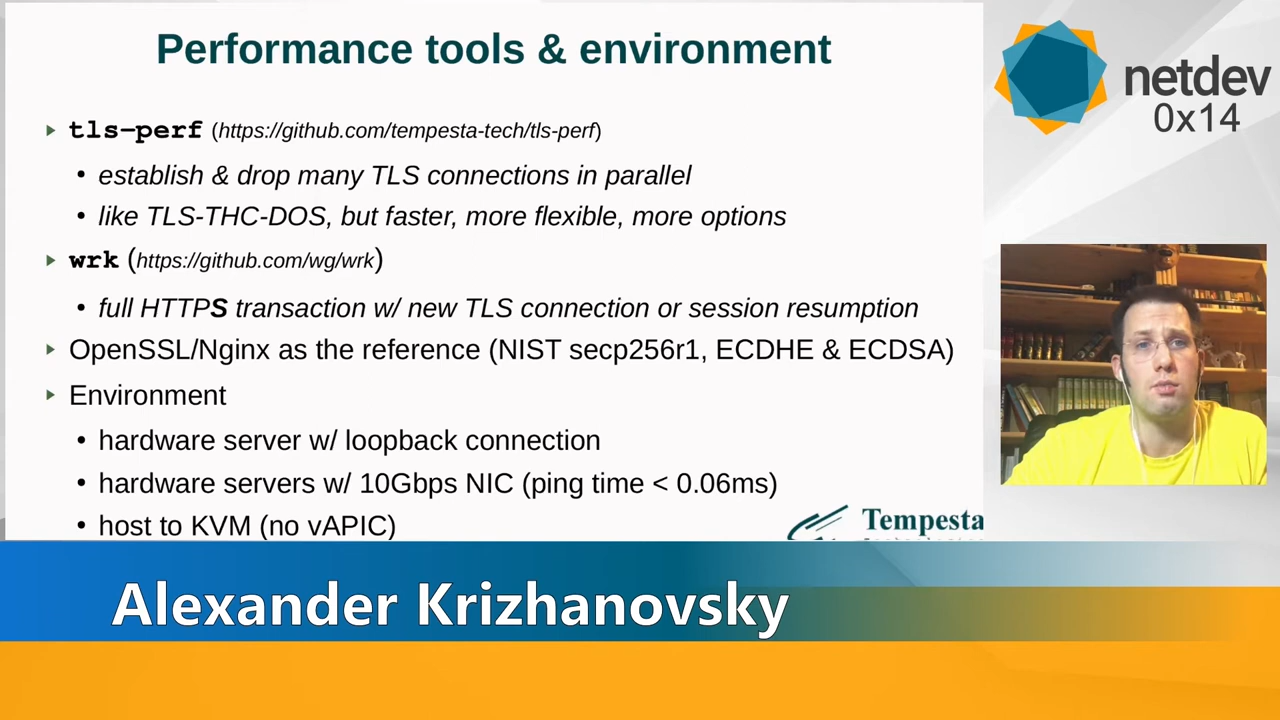 Performance tools & environment
tls-perf (https://github.com/tempesta-tech/tls-perf)
establish & drop many TLS connections in parallel
like TLS-THC-DOS, but faster, more flexible, more options
wrk (https://github.com/wg/wrk)
full HTTPS transaction w/ new TLS connection or session resumption
OpenSSL/Nginx as the reference (NIST secp256r1, ECDHE & ECDSA)
Environment
hardware server w/ loopback connection
hardware servers w/ 10Gbps NIC (ping time < 0.06ms)
host to KVM (no vAPIC)
Tempesta
netdev
0x14
Alexander Krizhanovsky